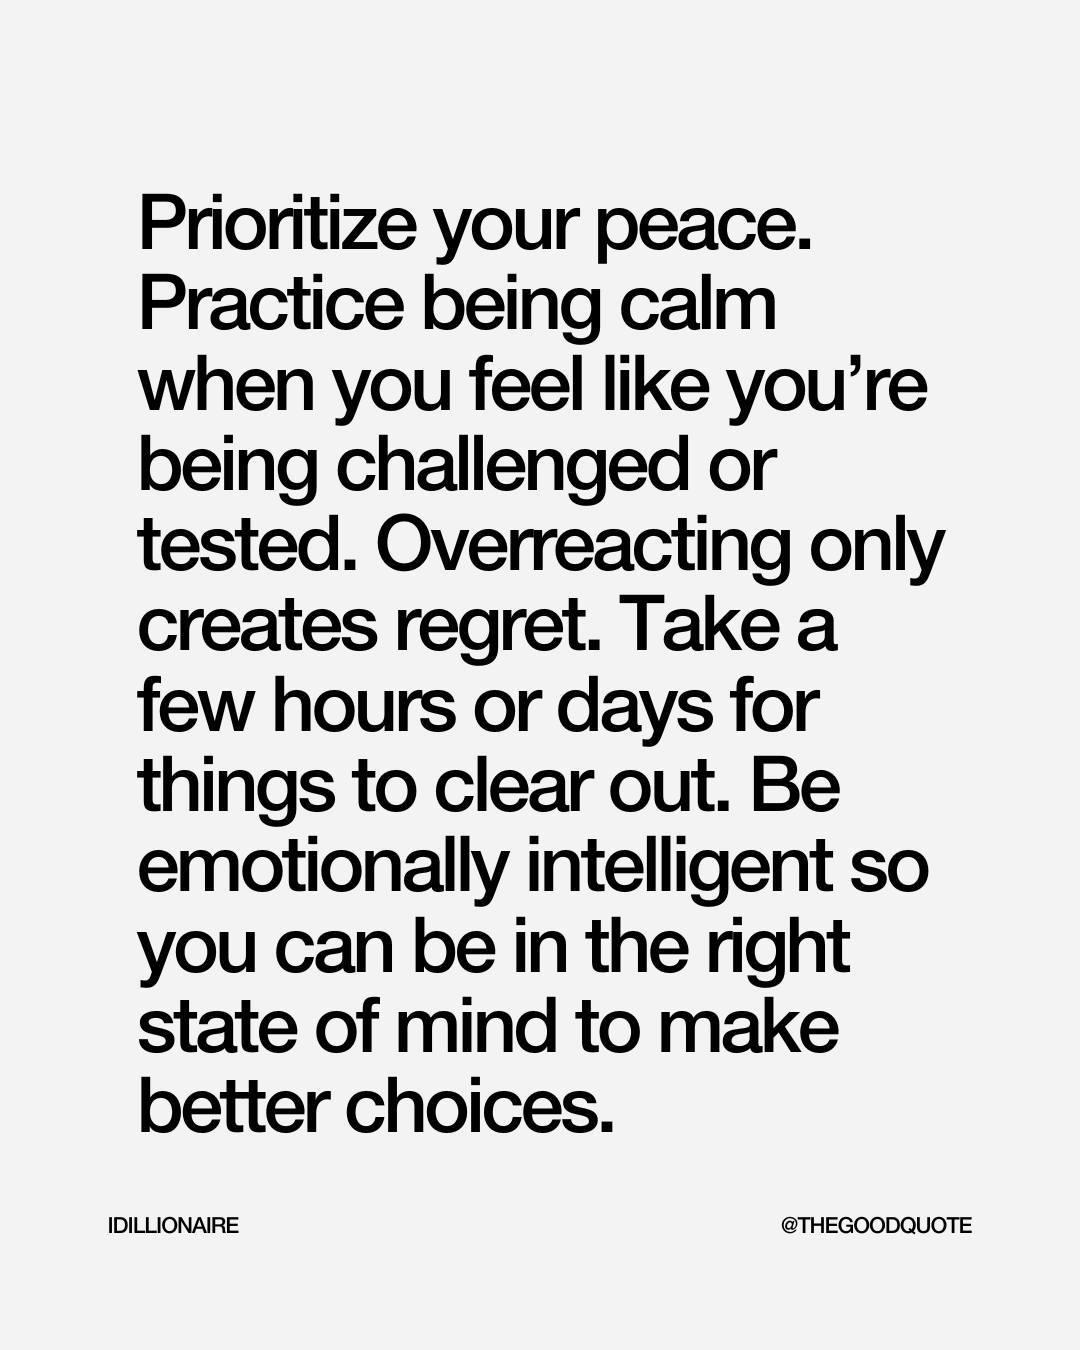 Prioritize your peace.
Practice being calm
when you feel like you’re
being challenged or
tested. Overreacting only
creates regret. Take a
few hours or days for
things to clear out. Be
emotionally intelligent so
you can be in the right
state of mind to make
better choices.
IDILLIONAIRE
@THEGOODQUOTE